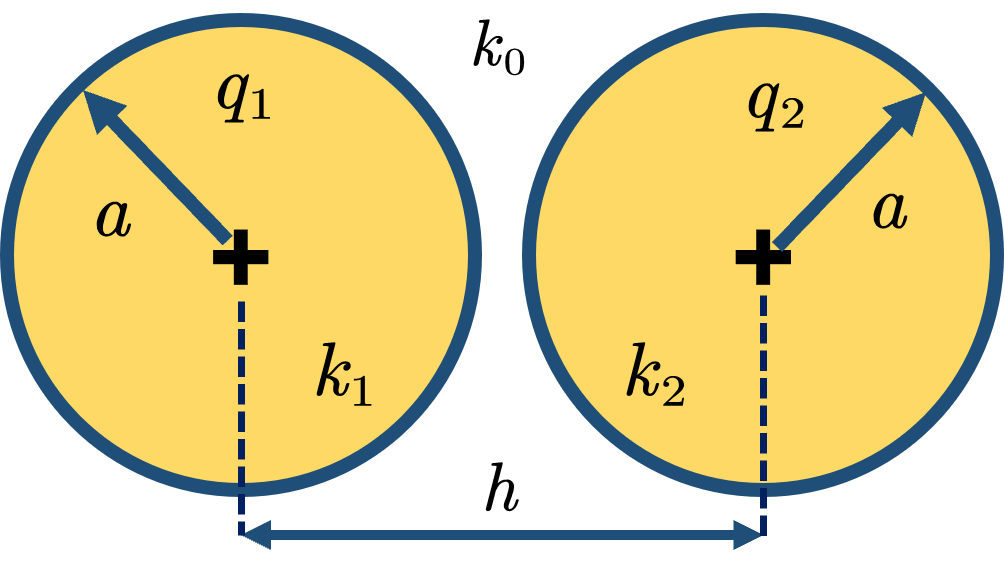 k₀
q₁
q₂
a
a
k₁
k₂
h